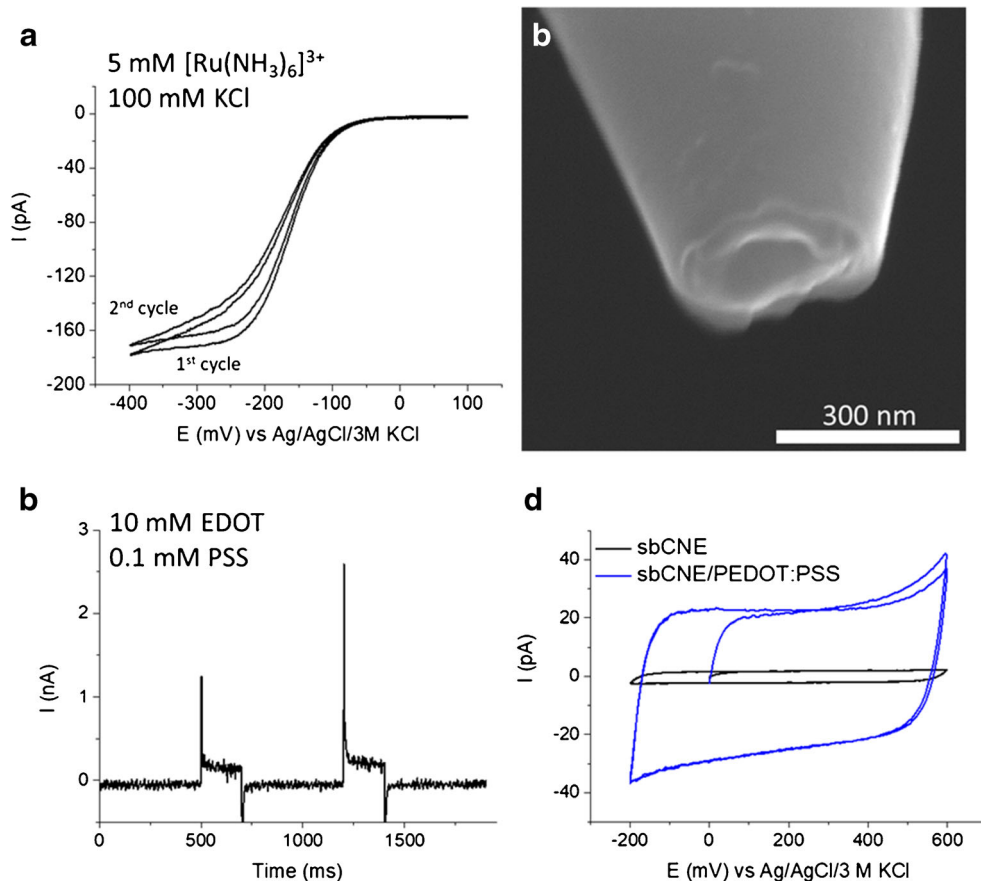 a
5 mM [Ru(NH₃)₆]³⁺
100 mM KCl
0
-40
-80
-120
-160
-200
I (pA)
2nd cycle
1st cycle
-400 -300 -200 -100 0 100
E (mV) vs Ag/AgCl/3M KCl
b
300 nm
b
10 mM EDOT
0.1 mM PSS
3
2
1
0
I (nA)
0 500 1000 1500
Time (ms)
d
sbCNE
sbCNE/PEDOT:PSS
40
20
0
-20
-40
I (pA)
-200 0 200 400 600
E (mV) vs Ag/AgCl/3 M KCl